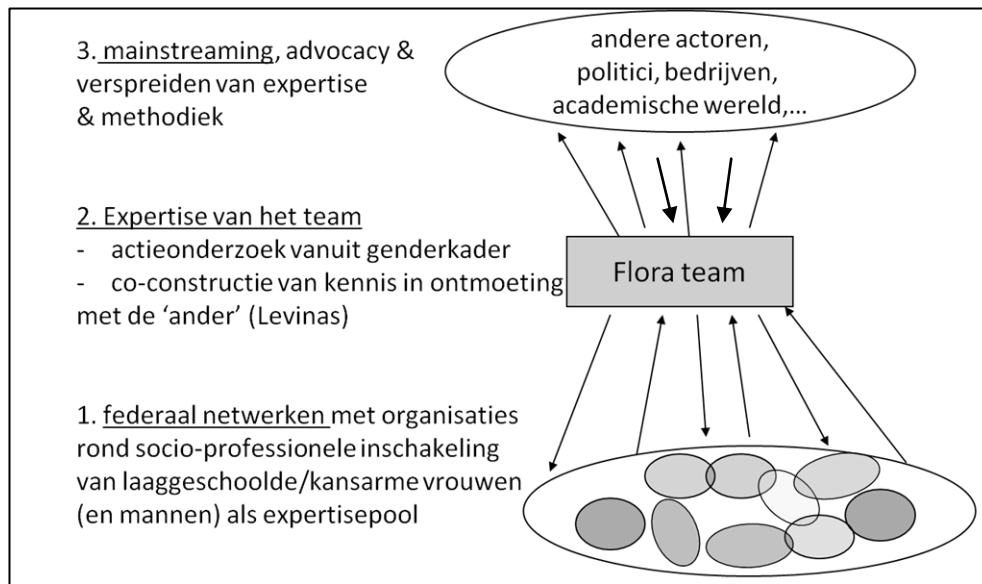 3. mainstreaming, advocacy &
verspreiden van expertise
& methodiek
andere actoren,
politici, bedrijven,
academische wereld,...
2. Expertise van het team
- actieonderzoek vanuit genderkader
- co-constructie van kennis in ontmoeting
met de ‘ander’ (Levinas)
Flora team
1. federaal netwerken met organisaties
rond socio-professionele inschakeling
van laaggeschoolde/kansarme vrouwen
(en mannen) als expertisepool